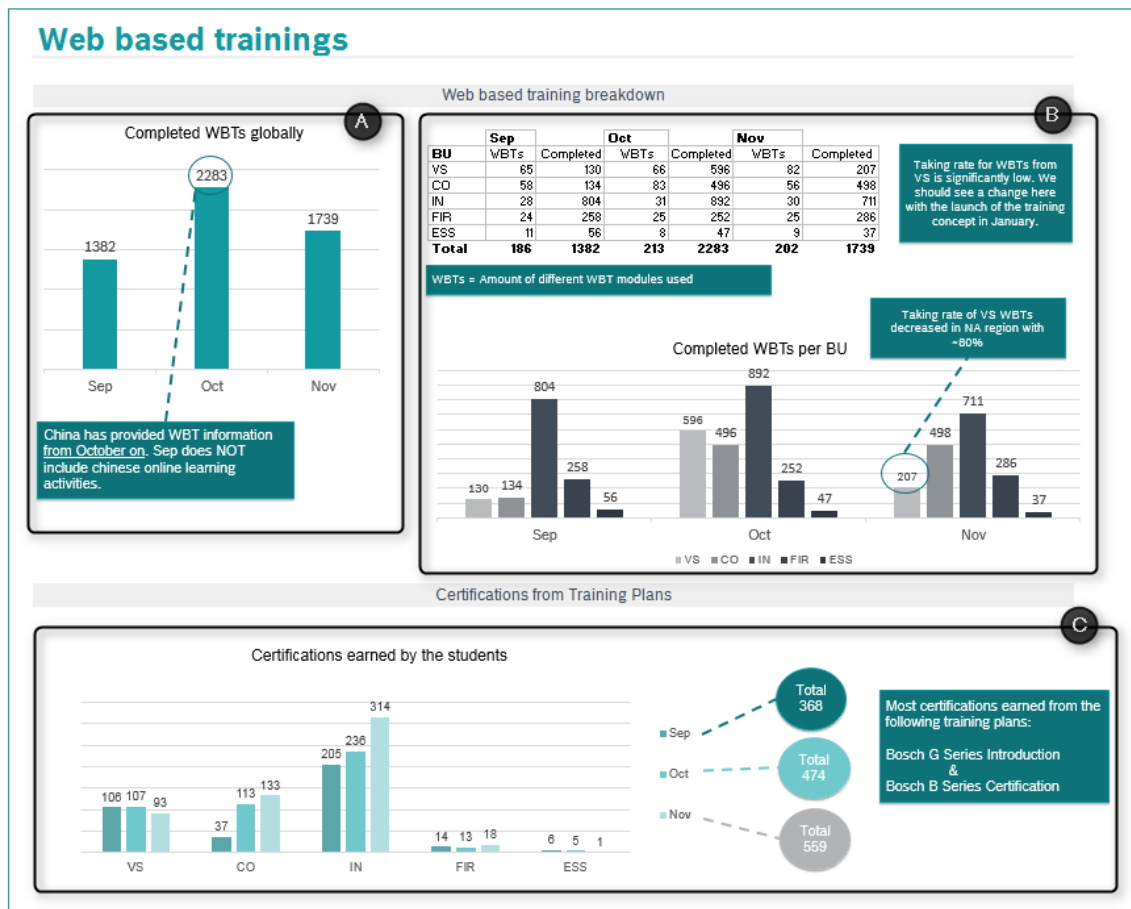 Web based trainings
Web based training breakdown
A
Completed WBTs globally
2283
1739
1382
Sep Oct Nov
China has provided WBT information
from October on. Sep does NOT
include chinese online learning
activities.
B
Sep Oct Nov
BU WBTs Completed WBTs Completed WBTs Completed
VS 65 130 66 596 82 207
CO 58 134 83 496 56 498
IN 28 804 31 892 30 711
FIR 24 258 25 252 25 286
ESS 11 56 8 47 9 37
Total 186 1382 213 2283 202 1739
Taking rate for WBTs from
VS is significantly low. We
should see a change here
with the launch of the training
concept in January.
WBTs = Amount of different WBT modules used
Taking rate of VS WBTs
decreased in NA region with
~80%
Completed WBTs per BU
130 134 804 258 56
596 496 892 252 47
207 498 711 286 37
Sep Oct Nov
VS CO IN FIR ESS
Certifications from Training Plans
C
Certifications earned by the students
106 107 93
37 113 133
205 236 314
14 13 18
6 5 1
VS CO IN FIR ESS
Sep
Oct
Nov
Total
368
Total
474
Total
559
Most certifications earned from the
following training plans:
Bosch G Series Introduction
&
Bosch B Series Certification